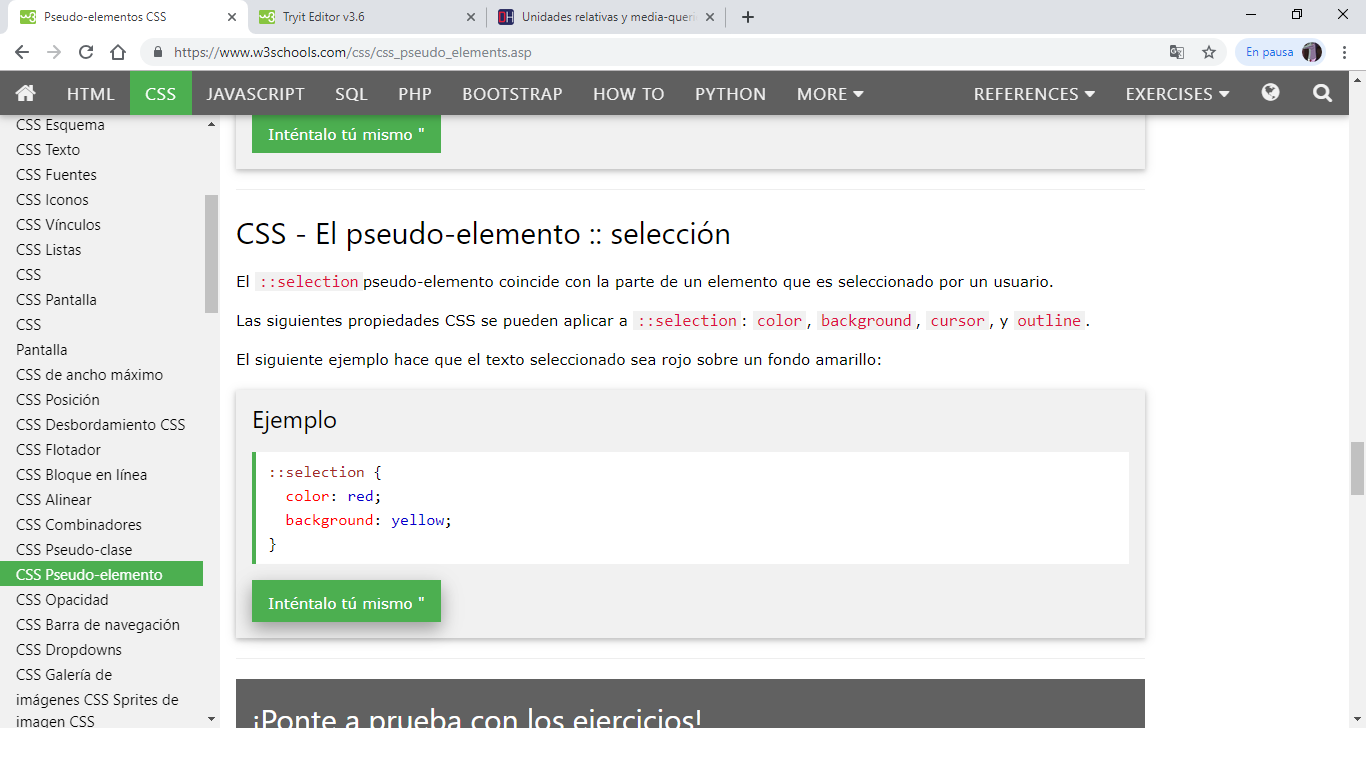 Pseudo-elementos CSS
Tryit Editor v3.6
Unidades relativas y media-queri
https://www.w3schools.com/css/css_pseudo_elements.asp
En pausa
HTML CSS JAVASCRIPT SQL PHP BOOTSTRAP HOW TO PYTHON MORE REFERENCES EXERCISES
CSS Esquema
CSS Texto
CSS Fuentes
CSS Iconos
CSS Vínculos
CSS Listas
CSS
CSS Pantalla
CSS
Pantalla
CSS de ancho máximo
CSS Posición
CSS Desbordamiento CSS
CSS Flotador
CSS Bloque en línea
CSS Alinear
CSS Combinadores
CSS Pseudo-clase
CSS Pseudo-elemento
CSS Opacidad
CSS Barra de navegación
CSS Dropdowns
CSS Galería de
imágenes CSS Sprites de
imagen CSS
Inténtalo tú mismo "
CSS - El pseudo-elemento :: selección
El ::selection pseudo-elemento coincide con la parte de un elemento que es seleccionado por un usuario.
Las siguientes propiedades CSS se pueden aplicar a ::selection: color, background, cursor, y outline.
El siguiente ejemplo hace que el texto seleccionado sea rojo sobre un fondo amarillo:
Ejemplo
::selection {
color: red;
background: yellow;
}
Inténtalo tú mismo "
¡Ponte a prueba con los ejercicios!